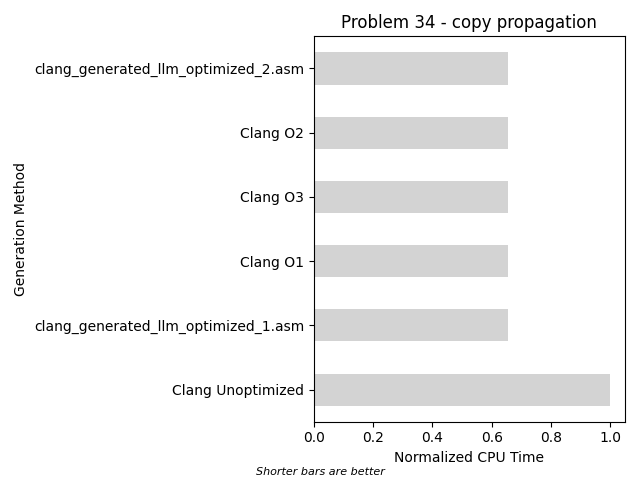 Problem 34 - copy propagation
clang_generated_llm_optimized_2.asm
Clang O2
Clang O3
Clang O1
clang_generated_llm_optimized_1.asm
Clang Unoptimized
Generation Method
0.0 0.2 0.4 0.6 0.8 1.0
Normalized CPU Time
Shorter bars are better